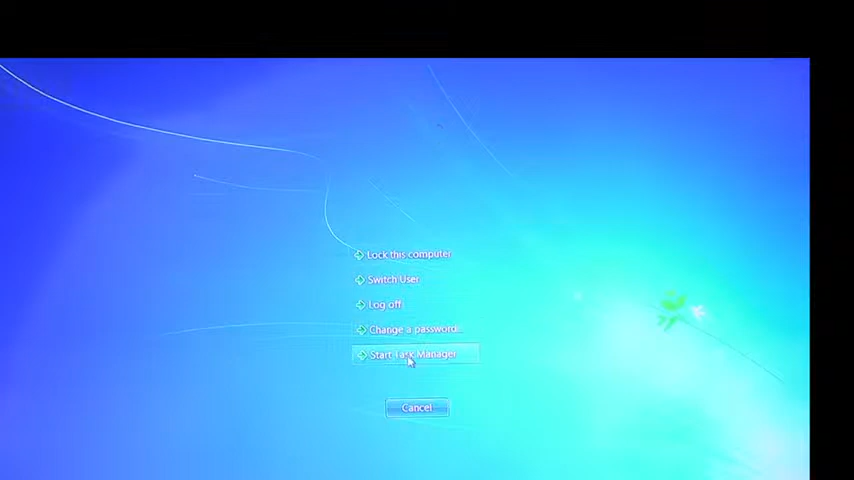 Lock this computer
Switch User
Log off
Change a password...
Start Task Manager
Cancel